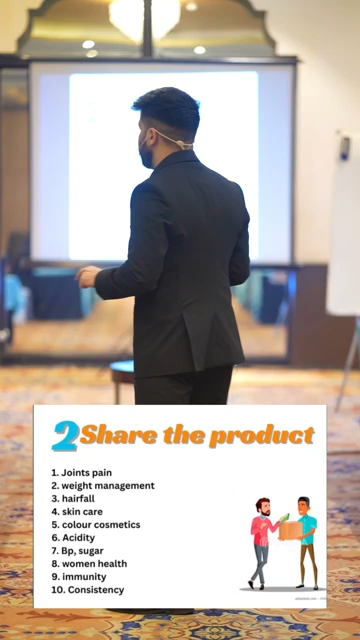 2 Share the product
1. Joints pain
2. weight management
3. hairfall
4. skin care
5. colour cosmetics
6. Acidity
7. Bp, sugar
8. women health
9. immunity
10. Consistency